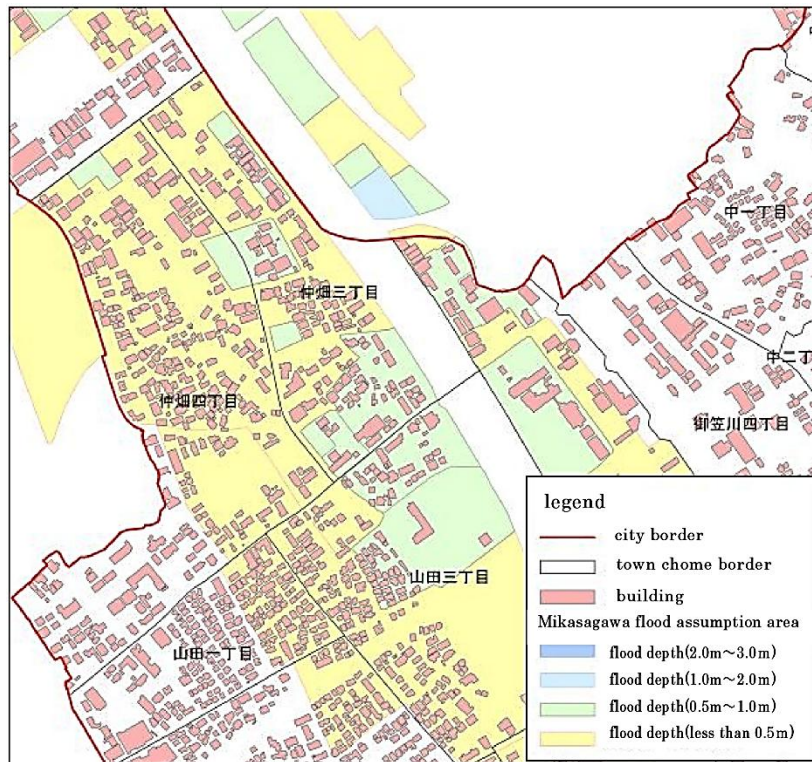 中一丁目
仲畑三丁目
中二丁
仲畑四丁目
御笠川四丁目
山田三丁目
山田一丁目
legend
city border
town chome border
building
Mikasagawa flood assumption area
flood depth(2.0m～3.0m)
flood depth(1.0m～2.0m)
flood depth(0.5m～1.0m)
flood depth(less than 0.5m)